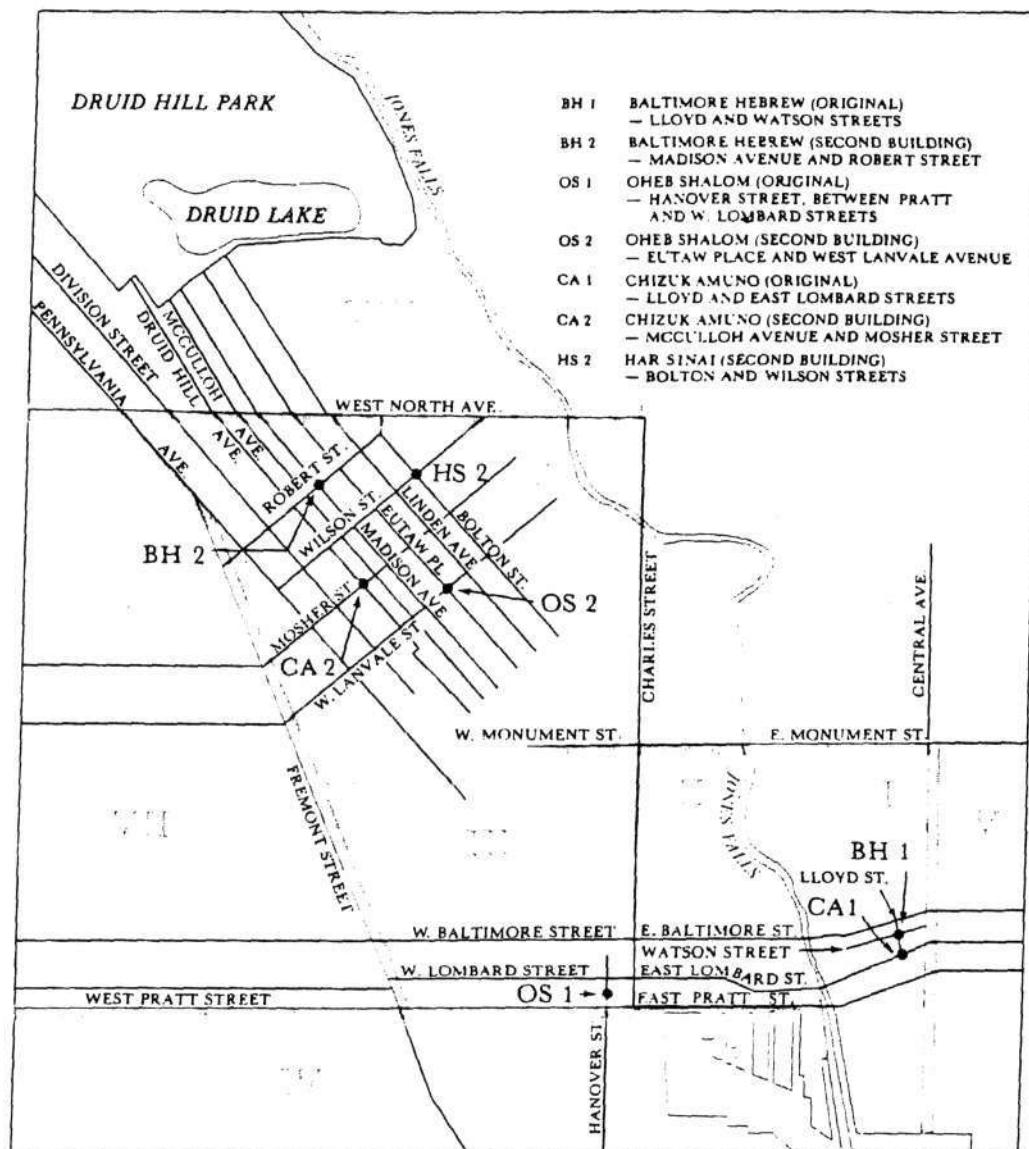 DRUID HILL PARK
DRUID LAKE
JONES FALLS
BH 1 BALTIMORE HEBREW (ORIGINAL)
— LLOYD AND WATSON STREETS
BH 2 BALTIMORE HEBREW (SECOND BUILDING)
— MADISON AVENUE AND ROBERT STREET
OS 1 OHEB SHALOM (ORIGINAL)
— HANOVER STREET, BETWEEN PRATT
AND W. LOMBARD STREETS
OS 2 OHEB SHALOM (SECOND BUILDING)
— EUTAW PLACE AND WEST LANVALE AVENUE
CA 1 CHIZUK AMUNO (ORIGINAL)
— LLOYD AND EAST LOMBARD STREETS
CA 2 CHIZUK AMUNO (SECOND BUILDING)
— MCCULLOH AVENUE AND MOSHER STREET
HS 2 HAR SINAI (SECOND BUILDING)
— BOLTON AND WILSON STREETS
DIVISION STREET
PENNSYLVANIA AVE.
DRUID HILL AVE.
MCCULLOH AVE.
WEST NORTH AVE.
ROBERT ST.
HS 2
WILSON ST.
LINDEN AVE
BOLTON ST.
EUTAW PL
MADISON AVE
BH 2
OS 2
MOSHER ST
CA 2
W. LANVALE ST
CHARLES STREET
CENTRAL AVE.
W. MONUMENT ST.
E. MONUMENT ST.
FREMONT STREET
JONES FALLS
VII
III
II
I
V
BH 1
LLOYD ST.
CA1
W. BALTIMORE STREET
E. BALTIMORE ST.
WATSON STREET
W. LOMBARD STREET
EAST LOMBARD ST.
WEST PRATT STREET
OS 1
EAST PRATT ST.
HANOVER ST.
IV